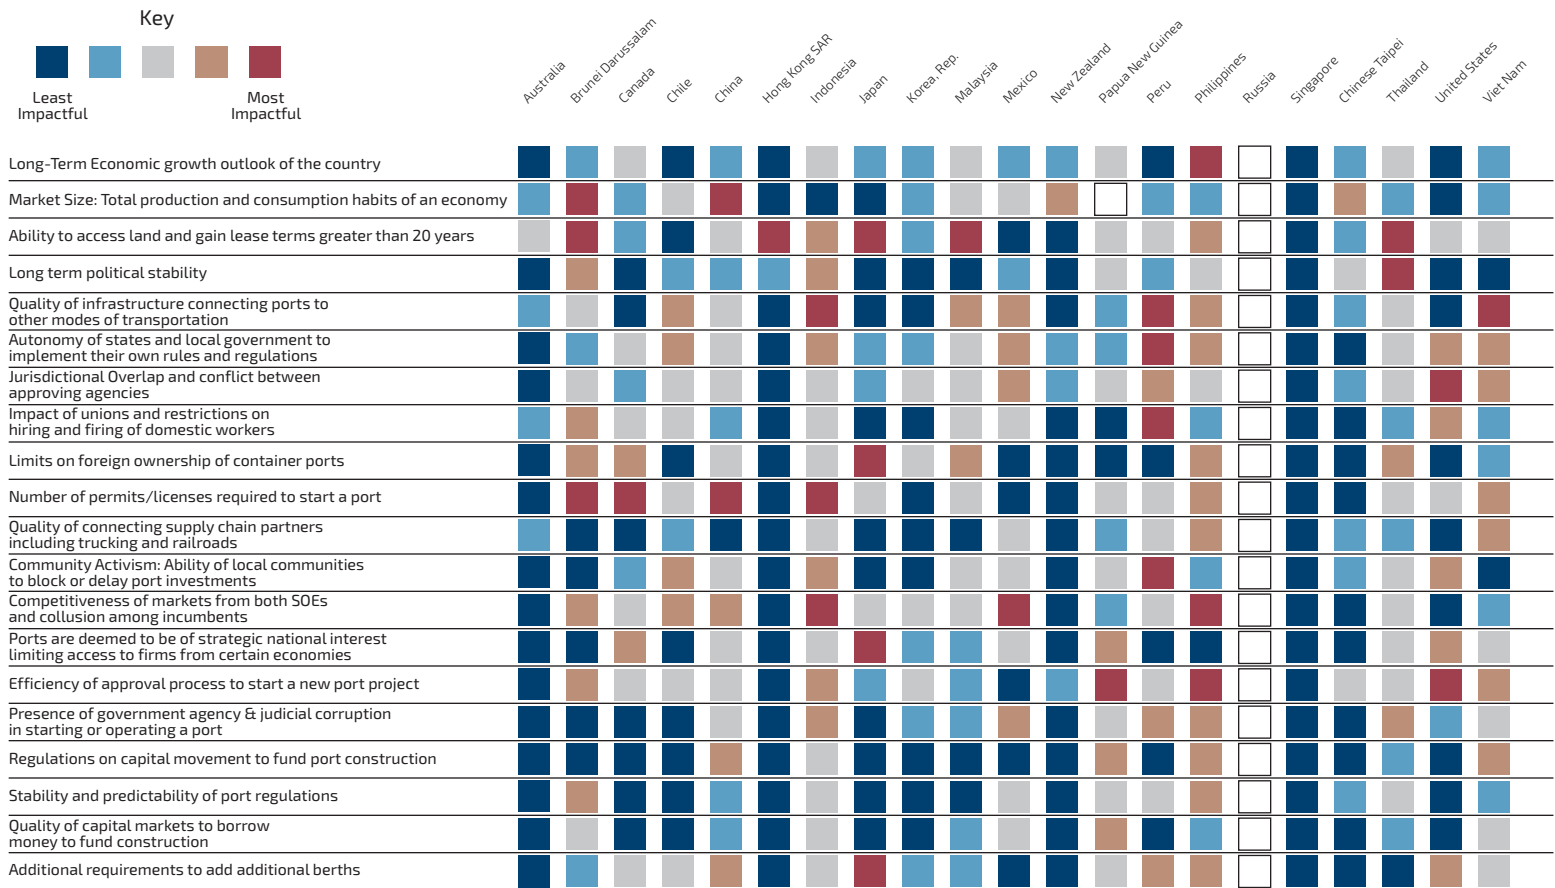 Key
Least
Impactful
Most
Impactful
Australia
Brunei Darussalam
Canada
Chile
China
Hong Kong SAR
Indonesia
Japan
Korea, Rep.
Malaysia
Mexico
New Zealand
Papua New Guinea
Peru
Philippines
Russia
Singapore
Chinese Taipei
Thailand
United States
Viet Nam
Long-Term Economic growth outlook of the country
Market Size: Total production and consumption habits of an economy
Ability to access land and gain lease terms greater than 20 years
Long term political stability
Quality of infrastructure connecting ports to
other modes of transportation
Autonomy of states and local government to
implement their own rules and regulations
Jurisdictional Overlap and conflict between
approving agencies
Impact of unions and restrictions on
hiring and firing of domestic workers
Limits on foreign ownership of container ports
Number of permits/licenses required to start a port
Quality of connecting supply chain partners
including trucking and railroads
Community Activism: Ability of local communities
to block or delay port investments
Competitiveness of markets from both SOEs
and collusion among incumbents
Ports are deemed to be of strategic national interest
limiting access to firms from certain economies
Efficiency of approval process to start a new port project
Presence of government agency & judicial corruption
in starting or operating a port
Regulations on capital movement to fund port construction
Stability and predictability of port regulations
Quality of capital markets to borrow
money to fund construction
Additional requirements to add additional berths